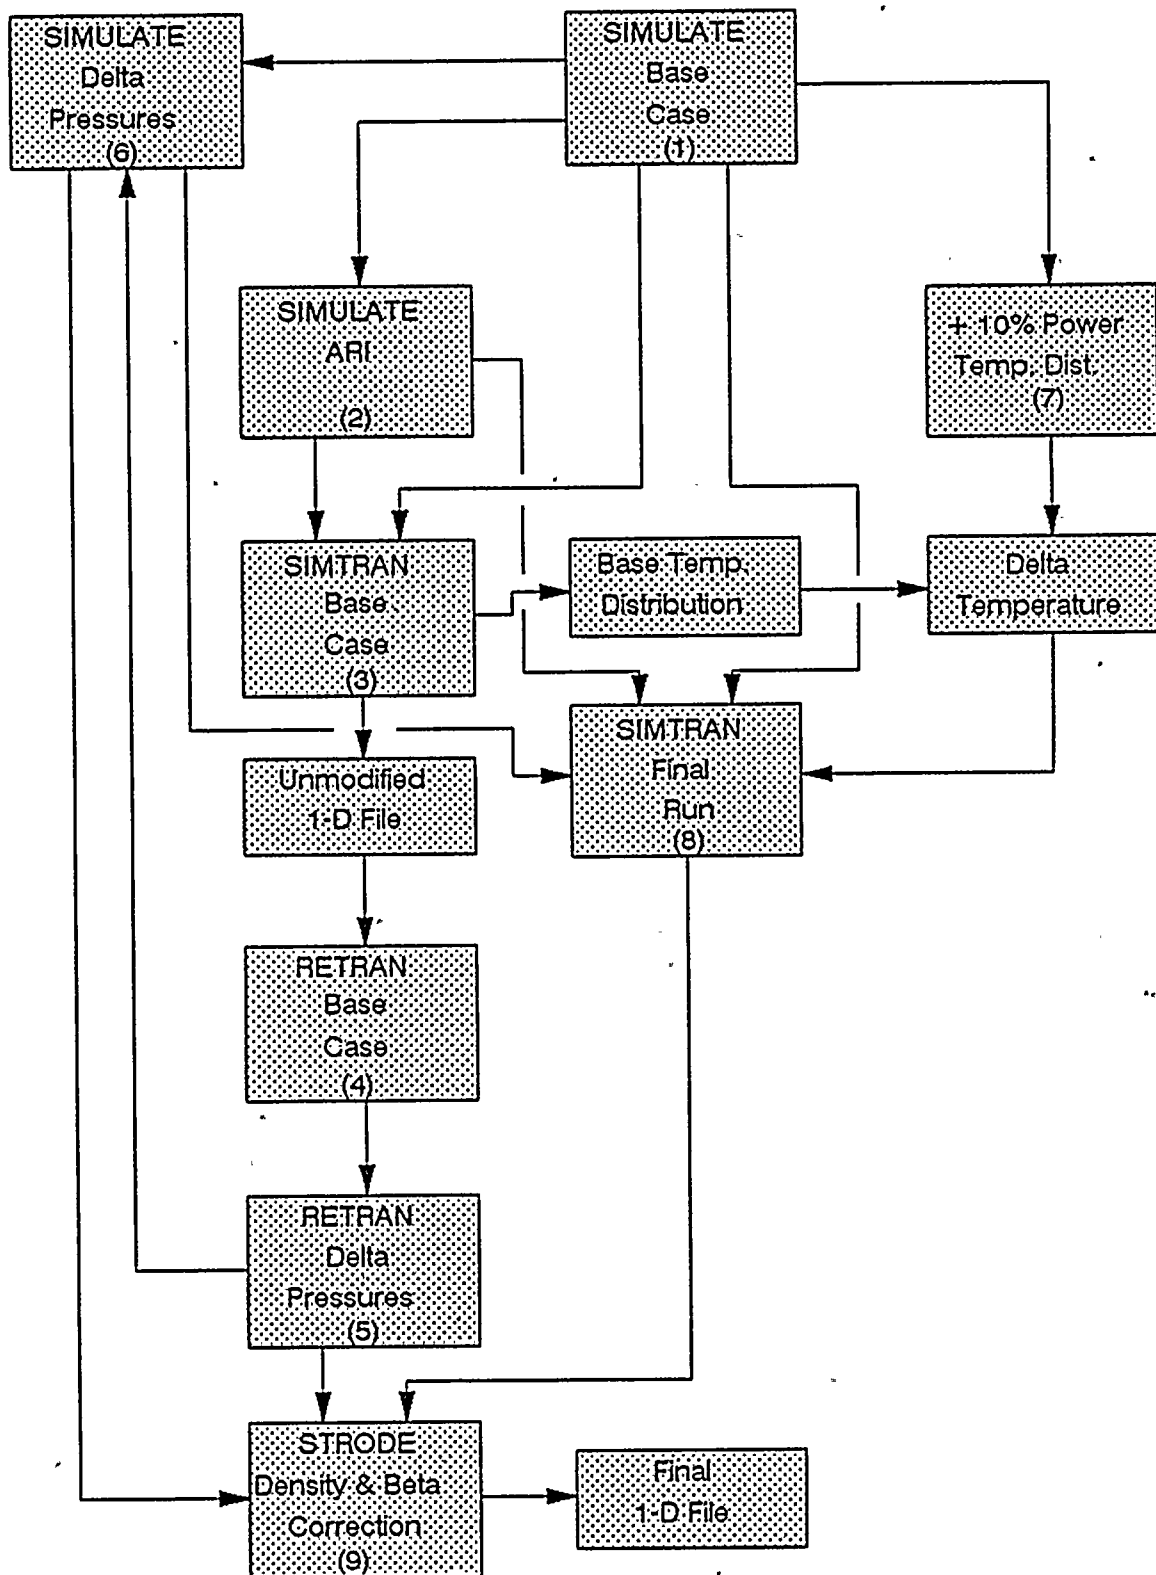 SIMULATE
Delta
Pressures
(6)
SIMULATE
Base
Case
(1)
SIMULATE
ARI
(2)
+ 10% Power
Temp. Dist.
(7)
SIMTRAN
Base
Case
(3)
Base Temp.
Distribution
Delta
Temperature
SIMTRAN
Final
Run
(8)
Unmodified
1-D File
RETRAN
Base
Case
(4)
RETRAN
Delta
Pressures
(5)
STRODE
Density & Beta
Correction
(9)
Final
1-D File